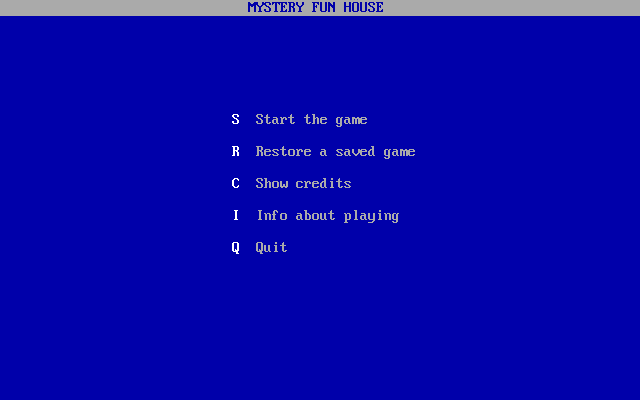 MYSTERY FUN HOUSE
S Start the game
R Restore a saved game
C Show credits
I Info about playing
Q Quit